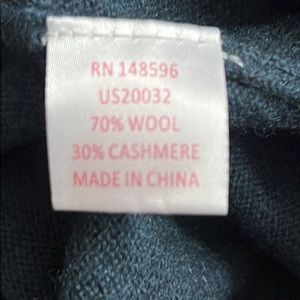 RN 148596
US20032
70% WOOL
30% CASHMERE
MADE IN CHINA